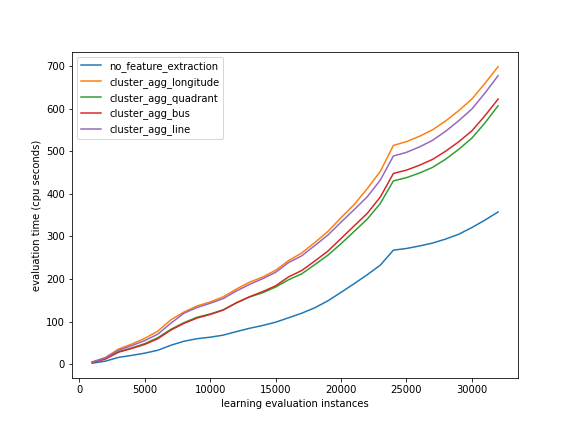 700
600
500
400
300
200
100
0
evaluation time (cpu seconds)
no_feature_extraction
cluster_agg_longitude
cluster_agg_quadrant
cluster_agg_bus
cluster_agg_line
0 5000 10000 15000 20000 25000 30000
learning evaluation instances